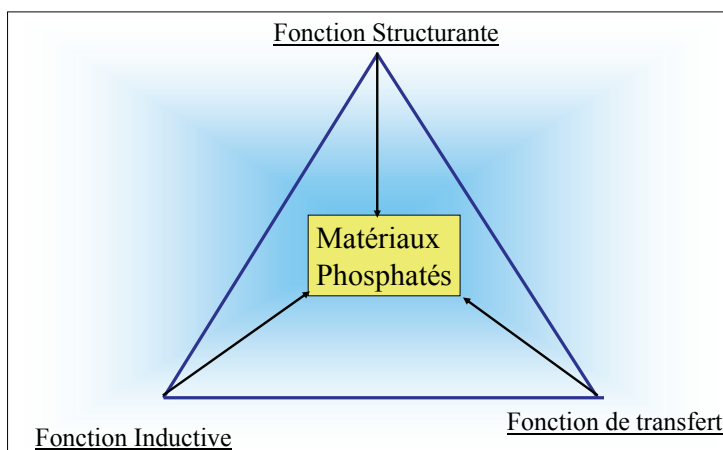 Fonction Structurante
Matériaux
Phosphatés
Fonction Inductive
Fonction de transfert